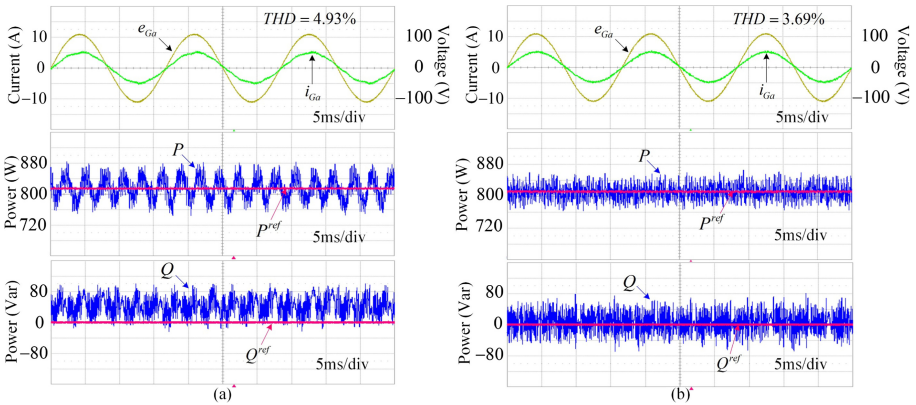 THD = 4.93%
Current (A)
10
0
−10
e_Ga
i_Ga
5ms/div
100
0
−100
Voltage (V)
Power (W)
880
800
720
P
P^ref
5ms/div
Power (Var)
80
0
−80
Q
Q^ref
5ms/div
(a)
THD = 3.69%
Current (A)
10
0
−10
e_Ga
i_Ga
5ms/div
100
0
−100
Voltage (V)
Power (W)
880
800
720
P
P^ref
5ms/div
Power (Var)
80
0
−80
Q
Q^ref
5ms/div
(b)